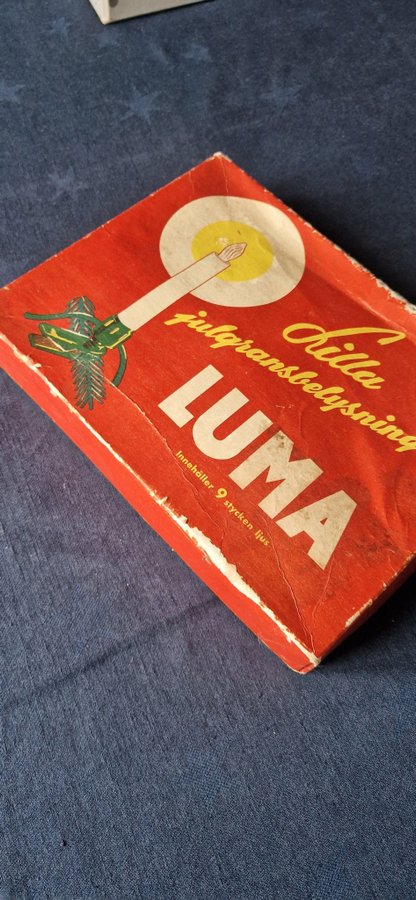 Lilla
julgransbelysning
LUMA
Innehåller 9 stycken ljus